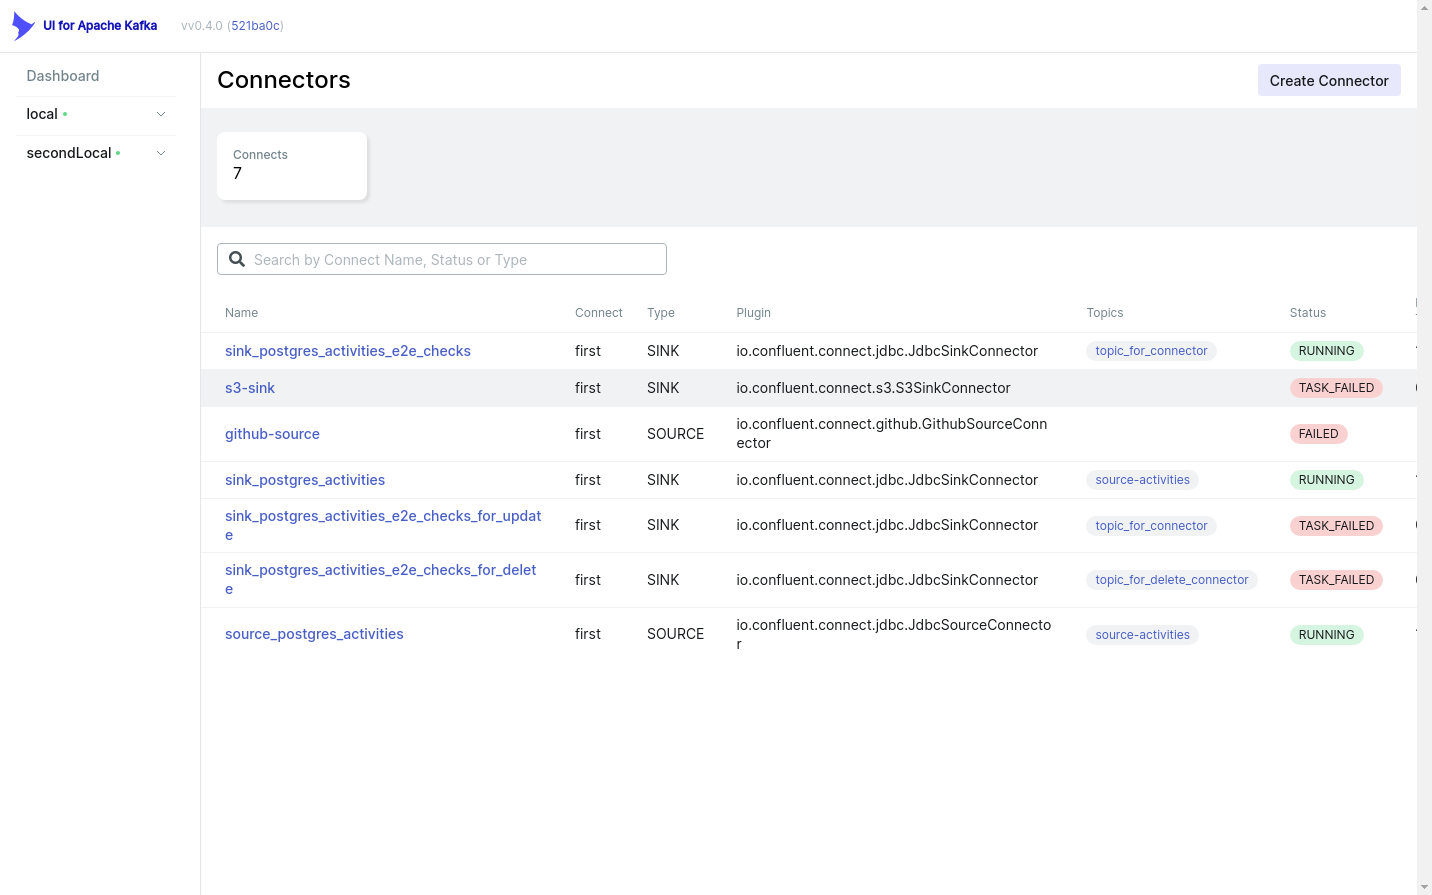 UI for Apache Kafka vv0.4.0 (521ba0c)
Dashboard
local
secondLocal
Connectors
Create Connector
Connects
7
Search by Connect Name, Status or Type
Name Connect Type Plugin Topics Status
sink_postgres_activities_e2e_checks first SINK io.confluent.connect.jdbc.JdbcSinkConnector topic_for_connector RUNNING
s3-sink first SINK io.confluent.connect.s3.S3SinkConnector TASK_FAILED
github-source first SOURCE io.confluent.connect.github.GithubSourceConn
ector FAILED
sink_postgres_activities first SINK io.confluent.connect.jdbc.JdbcSinkConnector source-activities RUNNING
sink_postgres_activities_e2e_checks_for_updat
e first SINK io.confluent.connect.jdbc.JdbcSinkConnector topic_for_connector TASK_FAILED
sink_postgres_activities_e2e_checks_for_delet
e first SINK io.confluent.connect.jdbc.JdbcSinkConnector topic_for_delete_connector TASK_FAILED
source_postgres_activities first SOURCE io.confluent.connect.jdbc.JdbcSourceConnecto
r source-activities RUNNING